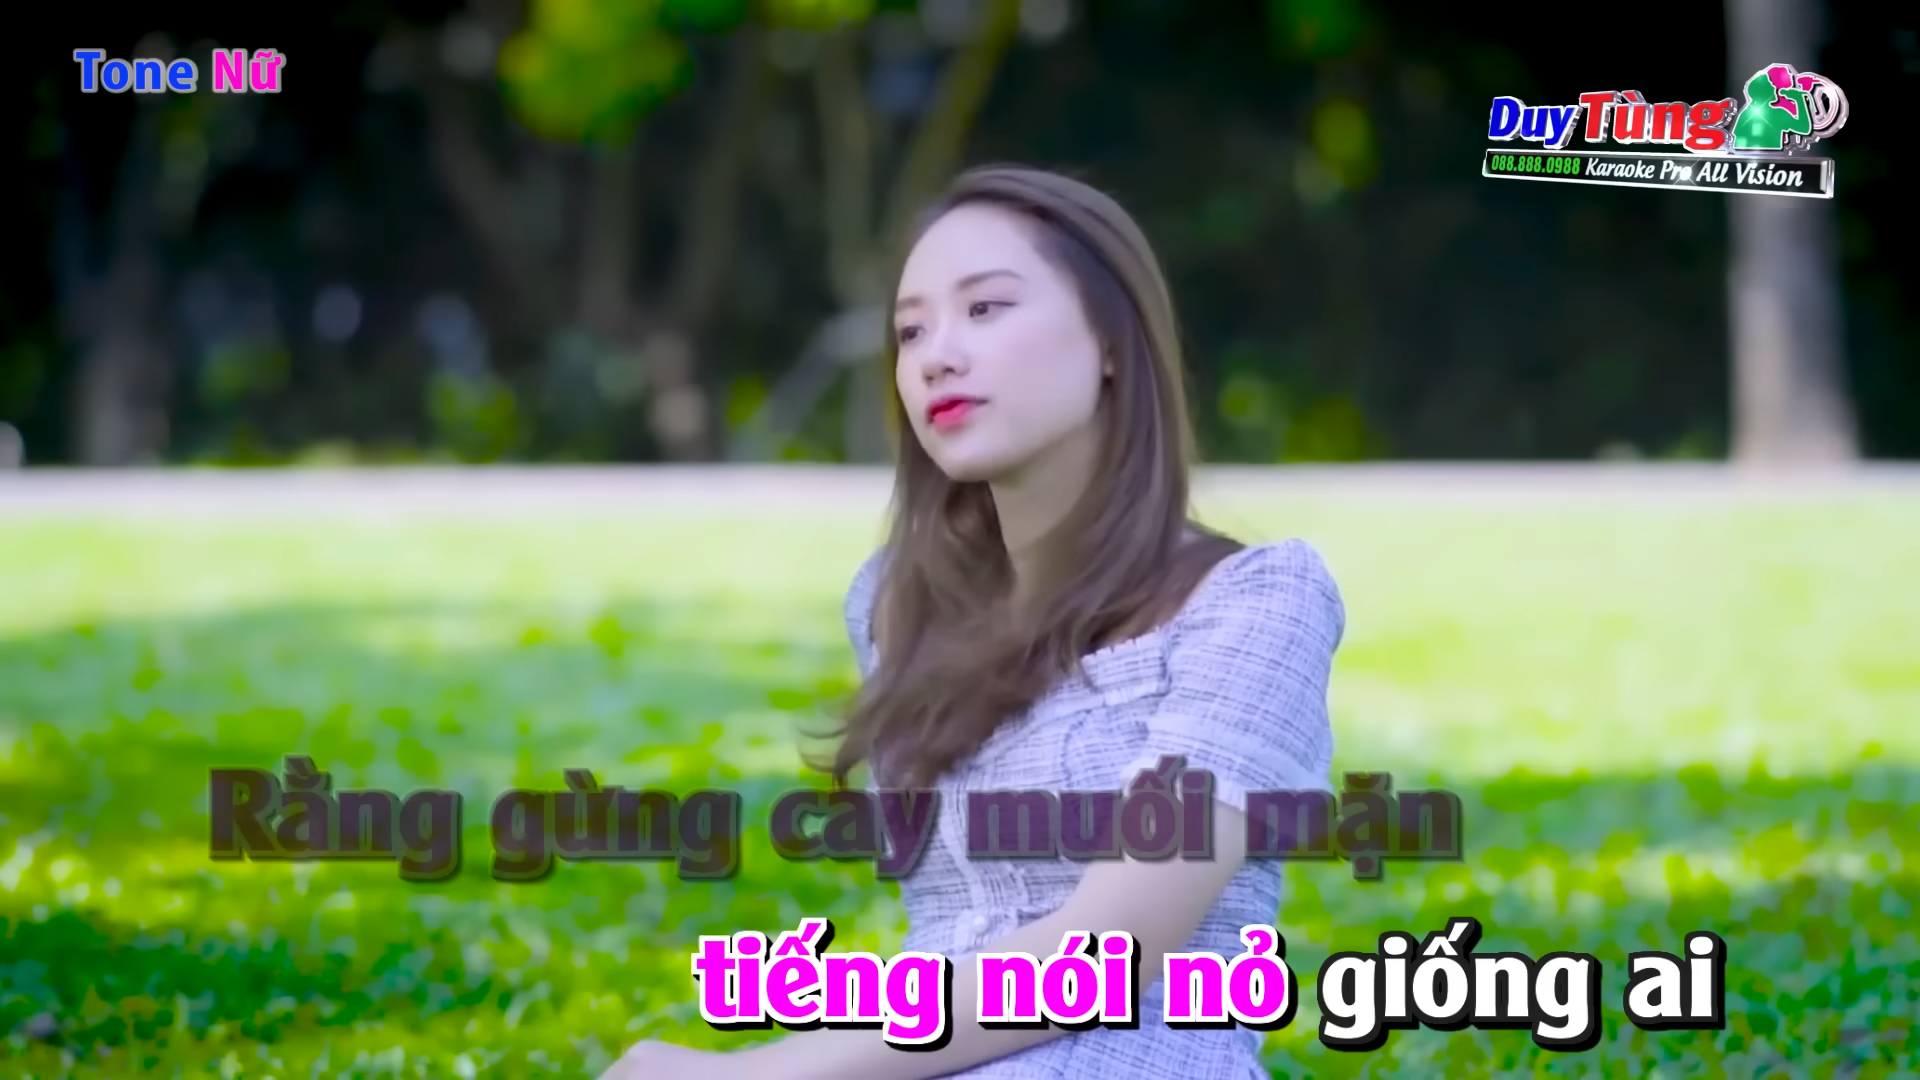 Tone Nữ
Duy Tùng
088.888.0988 Karaoke Pro All Vision
Rằng gừng cay muối mặn
tiếng nói nỏ giống ai